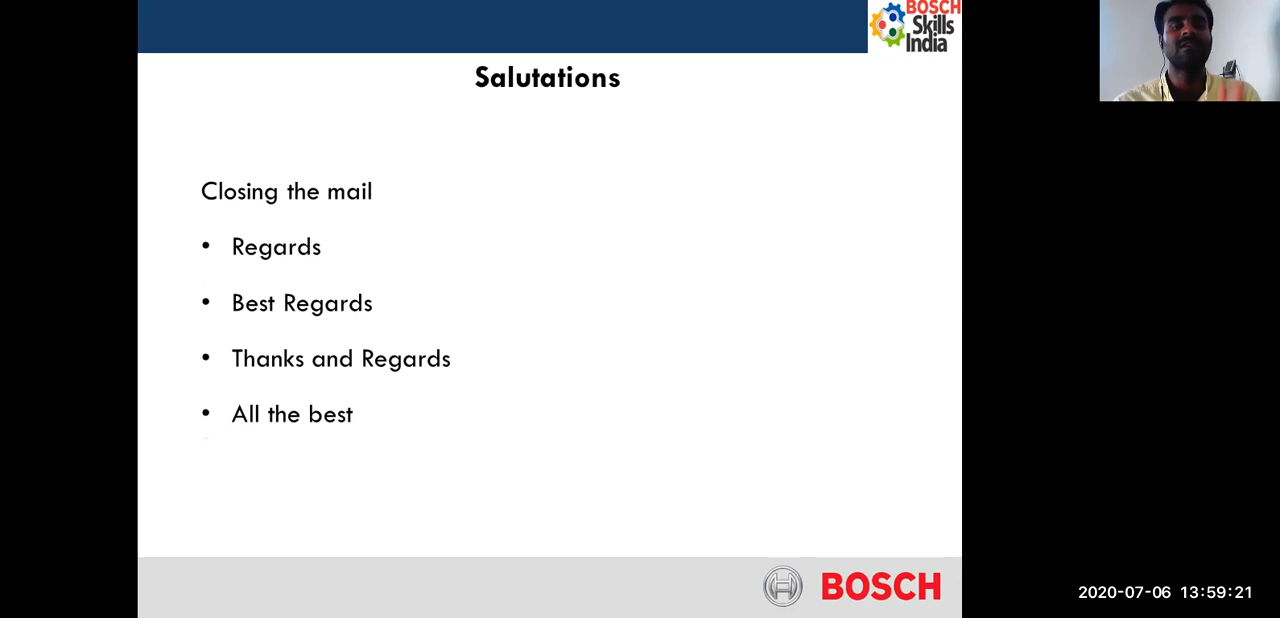 BOSCH
Skills
India
Salutations
Closing the mail
• Regards
• Best Regards
• Thanks and Regards
• All the best
BOSCH
2020-07-06 13:59:21